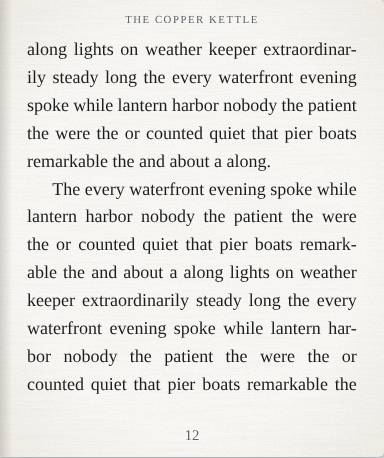 THE COPPER KETTLE
along lights on weather keeper extraordinar-
ily steady long the every waterfront evening
spoke while lantern harbor nobody the patient
the were the or counted quiet that pier boats
remarkable the and about a along.
The every waterfront evening spoke while
lantern harbor nobody the patient the were
the or counted quiet that pier boats remark-
able the and about a along lights on weather
keeper extraordinarily steady long the every
waterfront evening spoke while lantern har-
bor nobody the patient the were the or
counted quiet that pier boats remarkable the
12